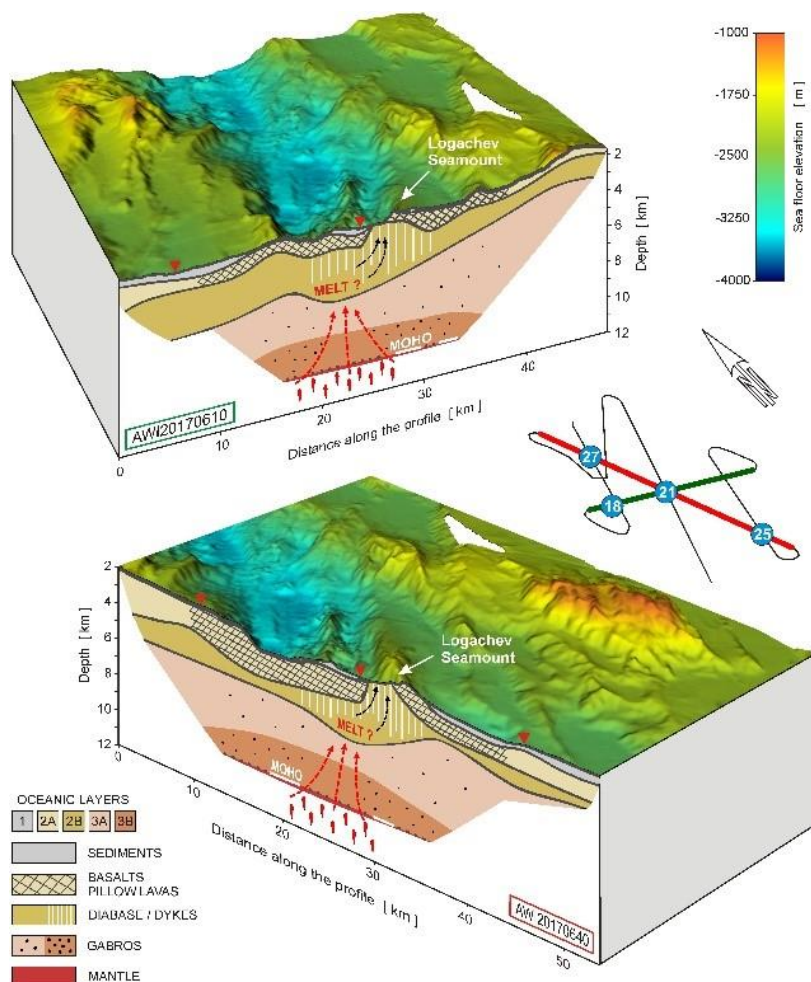 -1000
-1750
-2500
-3250
-4000
Sea floor elevation [ m ]
Logachev
Seamount
2
4
6
8
10
12
Depth [ km ]
MELT ?
MOHO
AWI20170610
0
10
20
30
40
Distance along the profile [ km ]
N
27
21
18
25
Logachev
Seamount
0
2
4
6
8
10
12
Depth [ km ]
MELT ?
MOHO
0
10
20
30
40
50
Distance along the profile [ km ]
AWI20170640
OCEANIC LAYERS
1 2A 2B 3A 3B
SEDIMENTS
BASALTS
PILLOW LAVAS
DIABASE / DYKES
GABROS
MANTLE